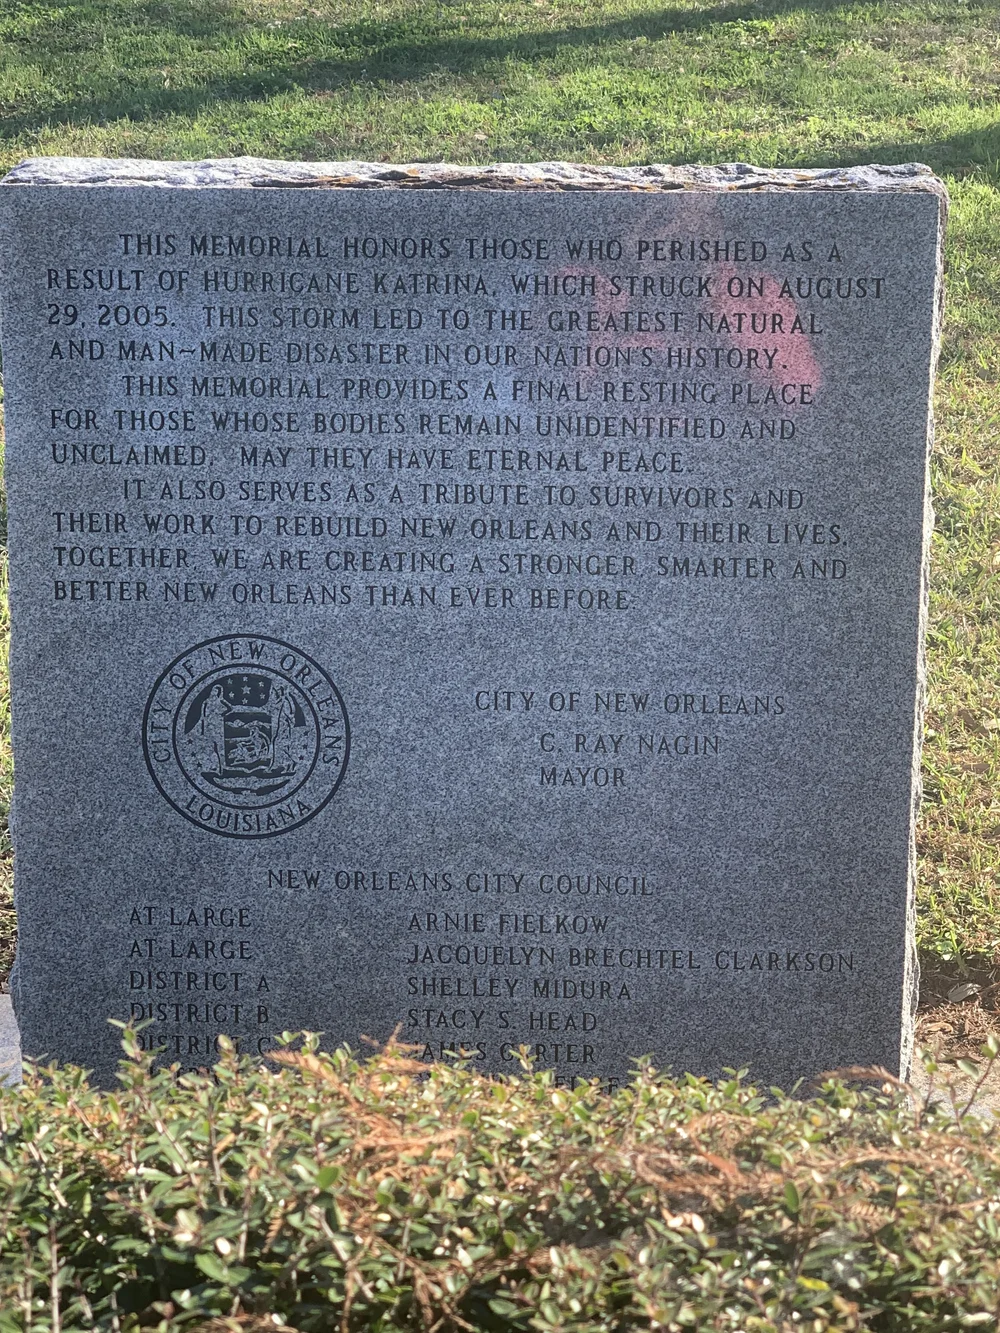 THIS MEMORIAL HONORS THOSE WHO PERISHED AS A
RESULT OF HURRICANE KATRINA, WHICH STRUCK ON AUGUST
29, 2005. THIS STORM LED TO THE GREATEST NATURAL
AND MAN~MADE DISASTER IN OUR NATION'S HISTORY.
THIS MEMORIAL PROVIDES A FINAL RESTING PLACE
FOR THOSE WHOSE BODIES REMAIN UNIDENTIFIED AND
UNCLAIMED. MAY THEY HAVE ETERNAL PEACE.
IT ALSO SERVES AS A TRIBUTE TO SURVIVORS AND
THEIR WORK TO REBUILD NEW ORLEANS AND THEIR LIVES.
TOGETHER, WE ARE CREATING A STRONGER, SMARTER AND
BETTER NEW ORLEANS THAN EVER BEFORE.
CITY OF NEW ORLEANS
LOUISIANA
CITY OF NEW ORLEANS
C. RAY NAGIN
MAYOR
NEW ORLEANS CITY COUNCIL
AT LARGE ARNIE FIELKOW
AT LARGE JACQUELYN BRECHTEL CLARKSON
DISTRICT A SHELLEY MIDURA
DISTRICT B STACY S. HEAD
DISTRICT C JAMES CARTER